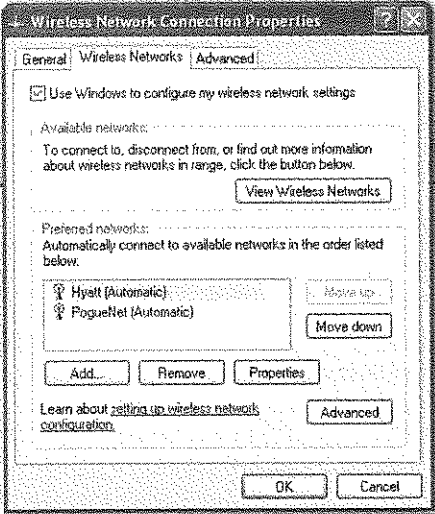 Wireless Network Connection Properties
General Wireless Networks Advanced
Use Windows to configure my wireless network settings
Available networks:
To connect to, disconnect from, or find out more information
about wireless networks in range, click the button below.
View Wireless Networks
Preferred networks:
Automatically connect to available networks in the order listed
below:
Hyatt (Automatic)
PogueNet (Automatic)
Move up
Move down
Add... Remove Properties
Learn about setting up wireless network
configuration.
Advanced
OK Cancel